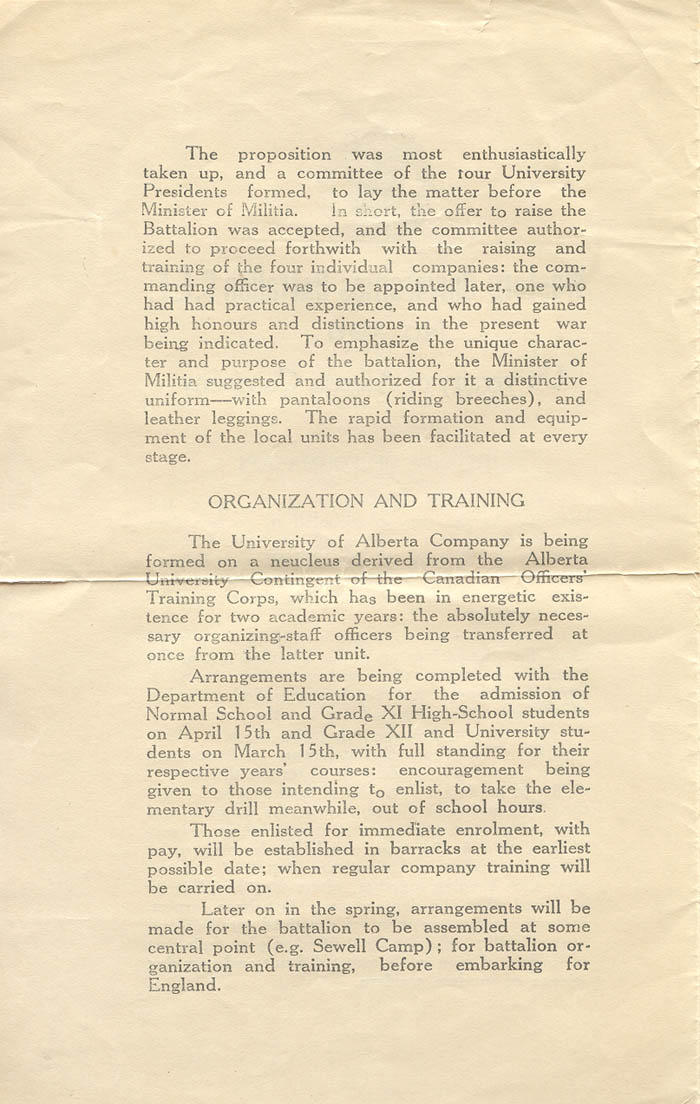 The proposition was most enthusiastically
taken up, and a committee of the tour University
Presidents formed, to lay the matter before the
Minister of Militia. In short, the offer to raise the
Battalion was accepted, and the committee author-
ized to proceed forthwith with the raising and
training of the four individual companies: the com-
manding officer was to be appointed later, one who
had had practical experience, and who had gained
high honours and distinctions in the present war
being indicated. To emphasize the unique charac-
ter and purpose of the battalion, the Minister of
Militia suggested and authorized for it a distinctive
uniform—with pantaloons (riding breeches), and
leather leggings. The rapid formation and equip-
ment of the local units has been facilitated at every
stage.
ORGANIZATION AND TRAINING
The University of Alberta Company is being
formed on a neucleus derived from the Alberta
University Contingent of the Canadian Officers'
Training Corps, which has been in energetic exis-
tence for two academic years: the absolutely neces-
sary organizing-staff officers being transferred at
once from the latter unit.
Arrangements are being completed with the
Department of Education for the admission of
Normal School and Grade XI High-School students
on April 15th and Grade XII and University stu-
dents on March 15th, with full standing for their
respective years' courses: encouragement being
given to those intending to enlist, to take the ele-
mentary drill meanwhile, out of school hours.
Those enlisted for immediate enrolment, with
pay, will be established in barracks at the earliest
possible date; when regular company training will
be carried on.
Later on in the spring, arrangements will be
made for the battalion to be assembled at some
central point (e.g. Sewell Camp); for battalion or-
ganization and training, before embarking for
England.